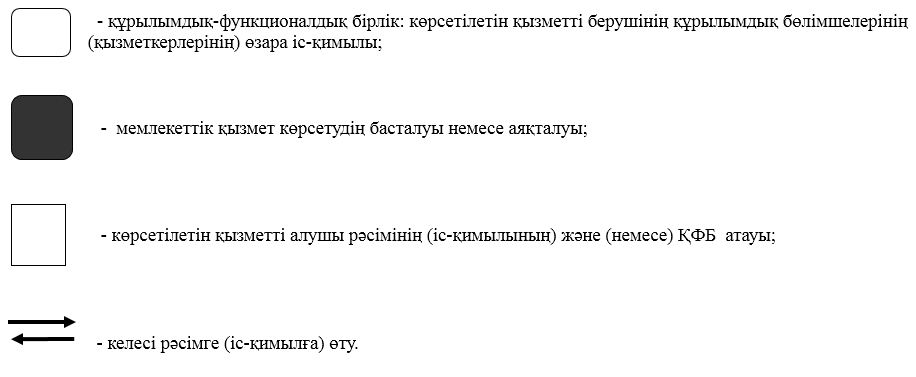 - құрылымдық-функционалдық бірлік: көрсетілетін қызметті берушінің құрылымдық бөлімшелерінің
(қызметкерлерінің) өзара іс-қимылы;
- мемлекеттік қызмет көрсетудің басталуы немесе аяқталуы;
- көрсетілетін қызметті алушы рәсімінің (іс-қимылының) және (немесе) ҚФБ атауы;
- келесі рәсімге (іс-қимылға) өту.